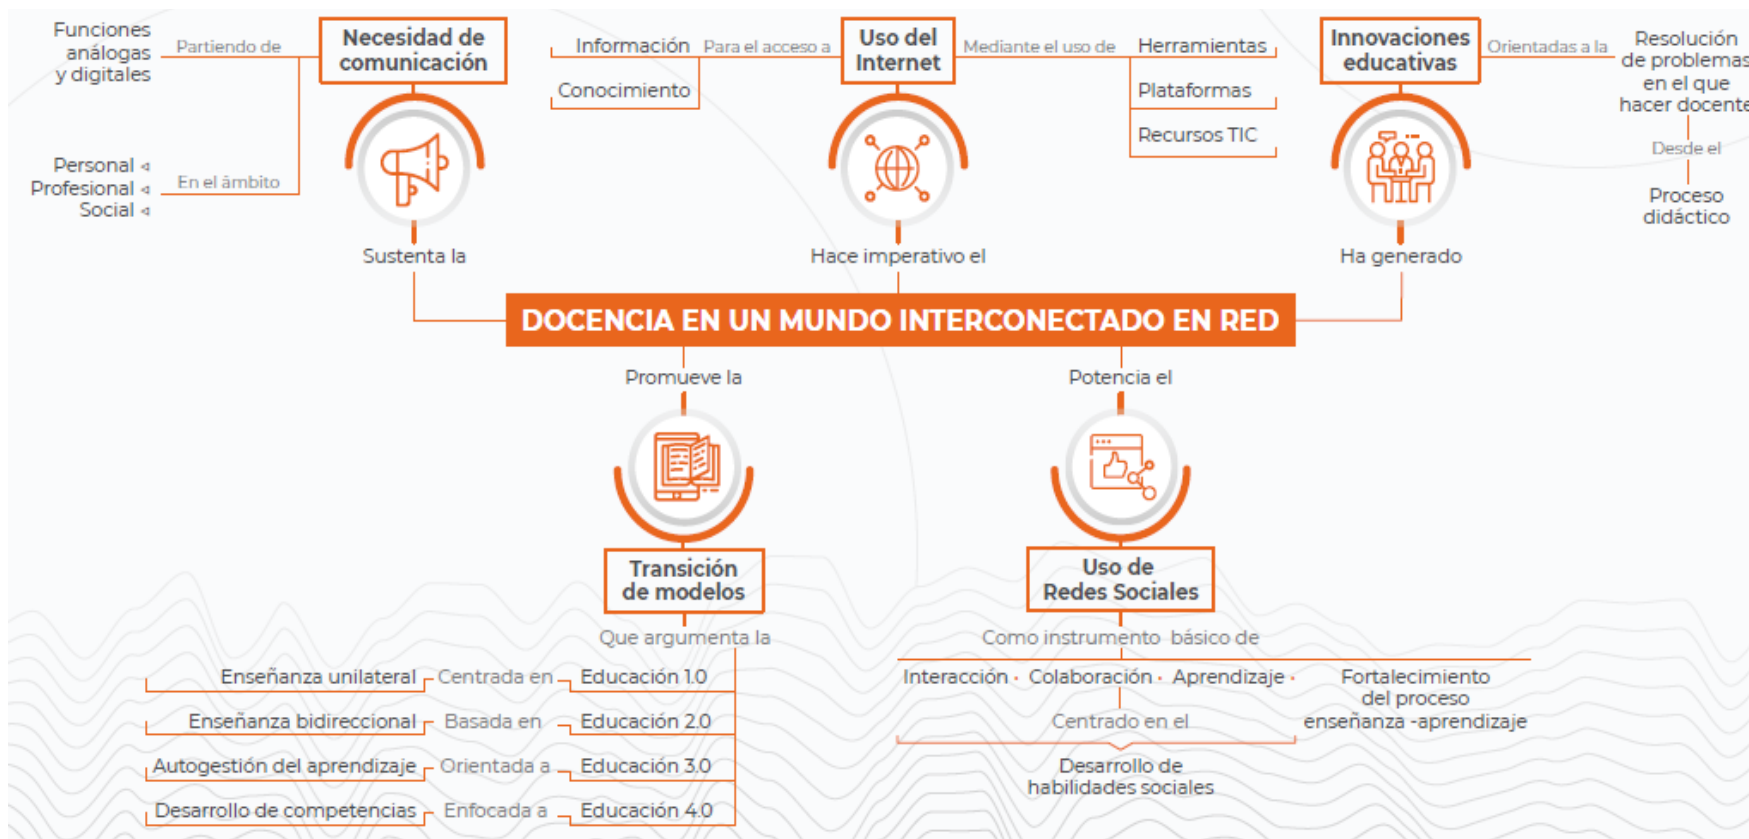 Funciones
análogas
y digitales
Partiendo de
Necesidad de
comunicación
Personal
Profesional
Social
En el ámbito
Sustenta la
Información
Conocimiento
Para el acceso a
Uso del
Internet
Mediante el uso de
Herramientas
Plataformas
Recursos TIC
Hace imperativo el
Innovaciones
educativas
Orientadas a la
Resolución
de problemas
en el que
hacer docente
Desde el
Proceso
didáctico
Ha generado
DOCENCIA EN UN MUNDO INTERCONECTADO EN RED
Promueve la
Transición
de modelos
Que argumenta la
Enseñanza unilateral Centrada en Educación 1.0
Enseñanza bidireccional Basada en Educación 2.0
Autogestión del aprendizaje Orientada a Educación 3.0
Desarrollo de competencias Enfocada a Educación 4.0
Potencia el
Uso de
Redes Sociales
Como instrumento básico de
Interacción · Colaboración · Aprendizaje ·
Fortalecimiento
del proceso
enseñanza -aprendizaje
Centrado en el
Desarrollo de
habilidades sociales